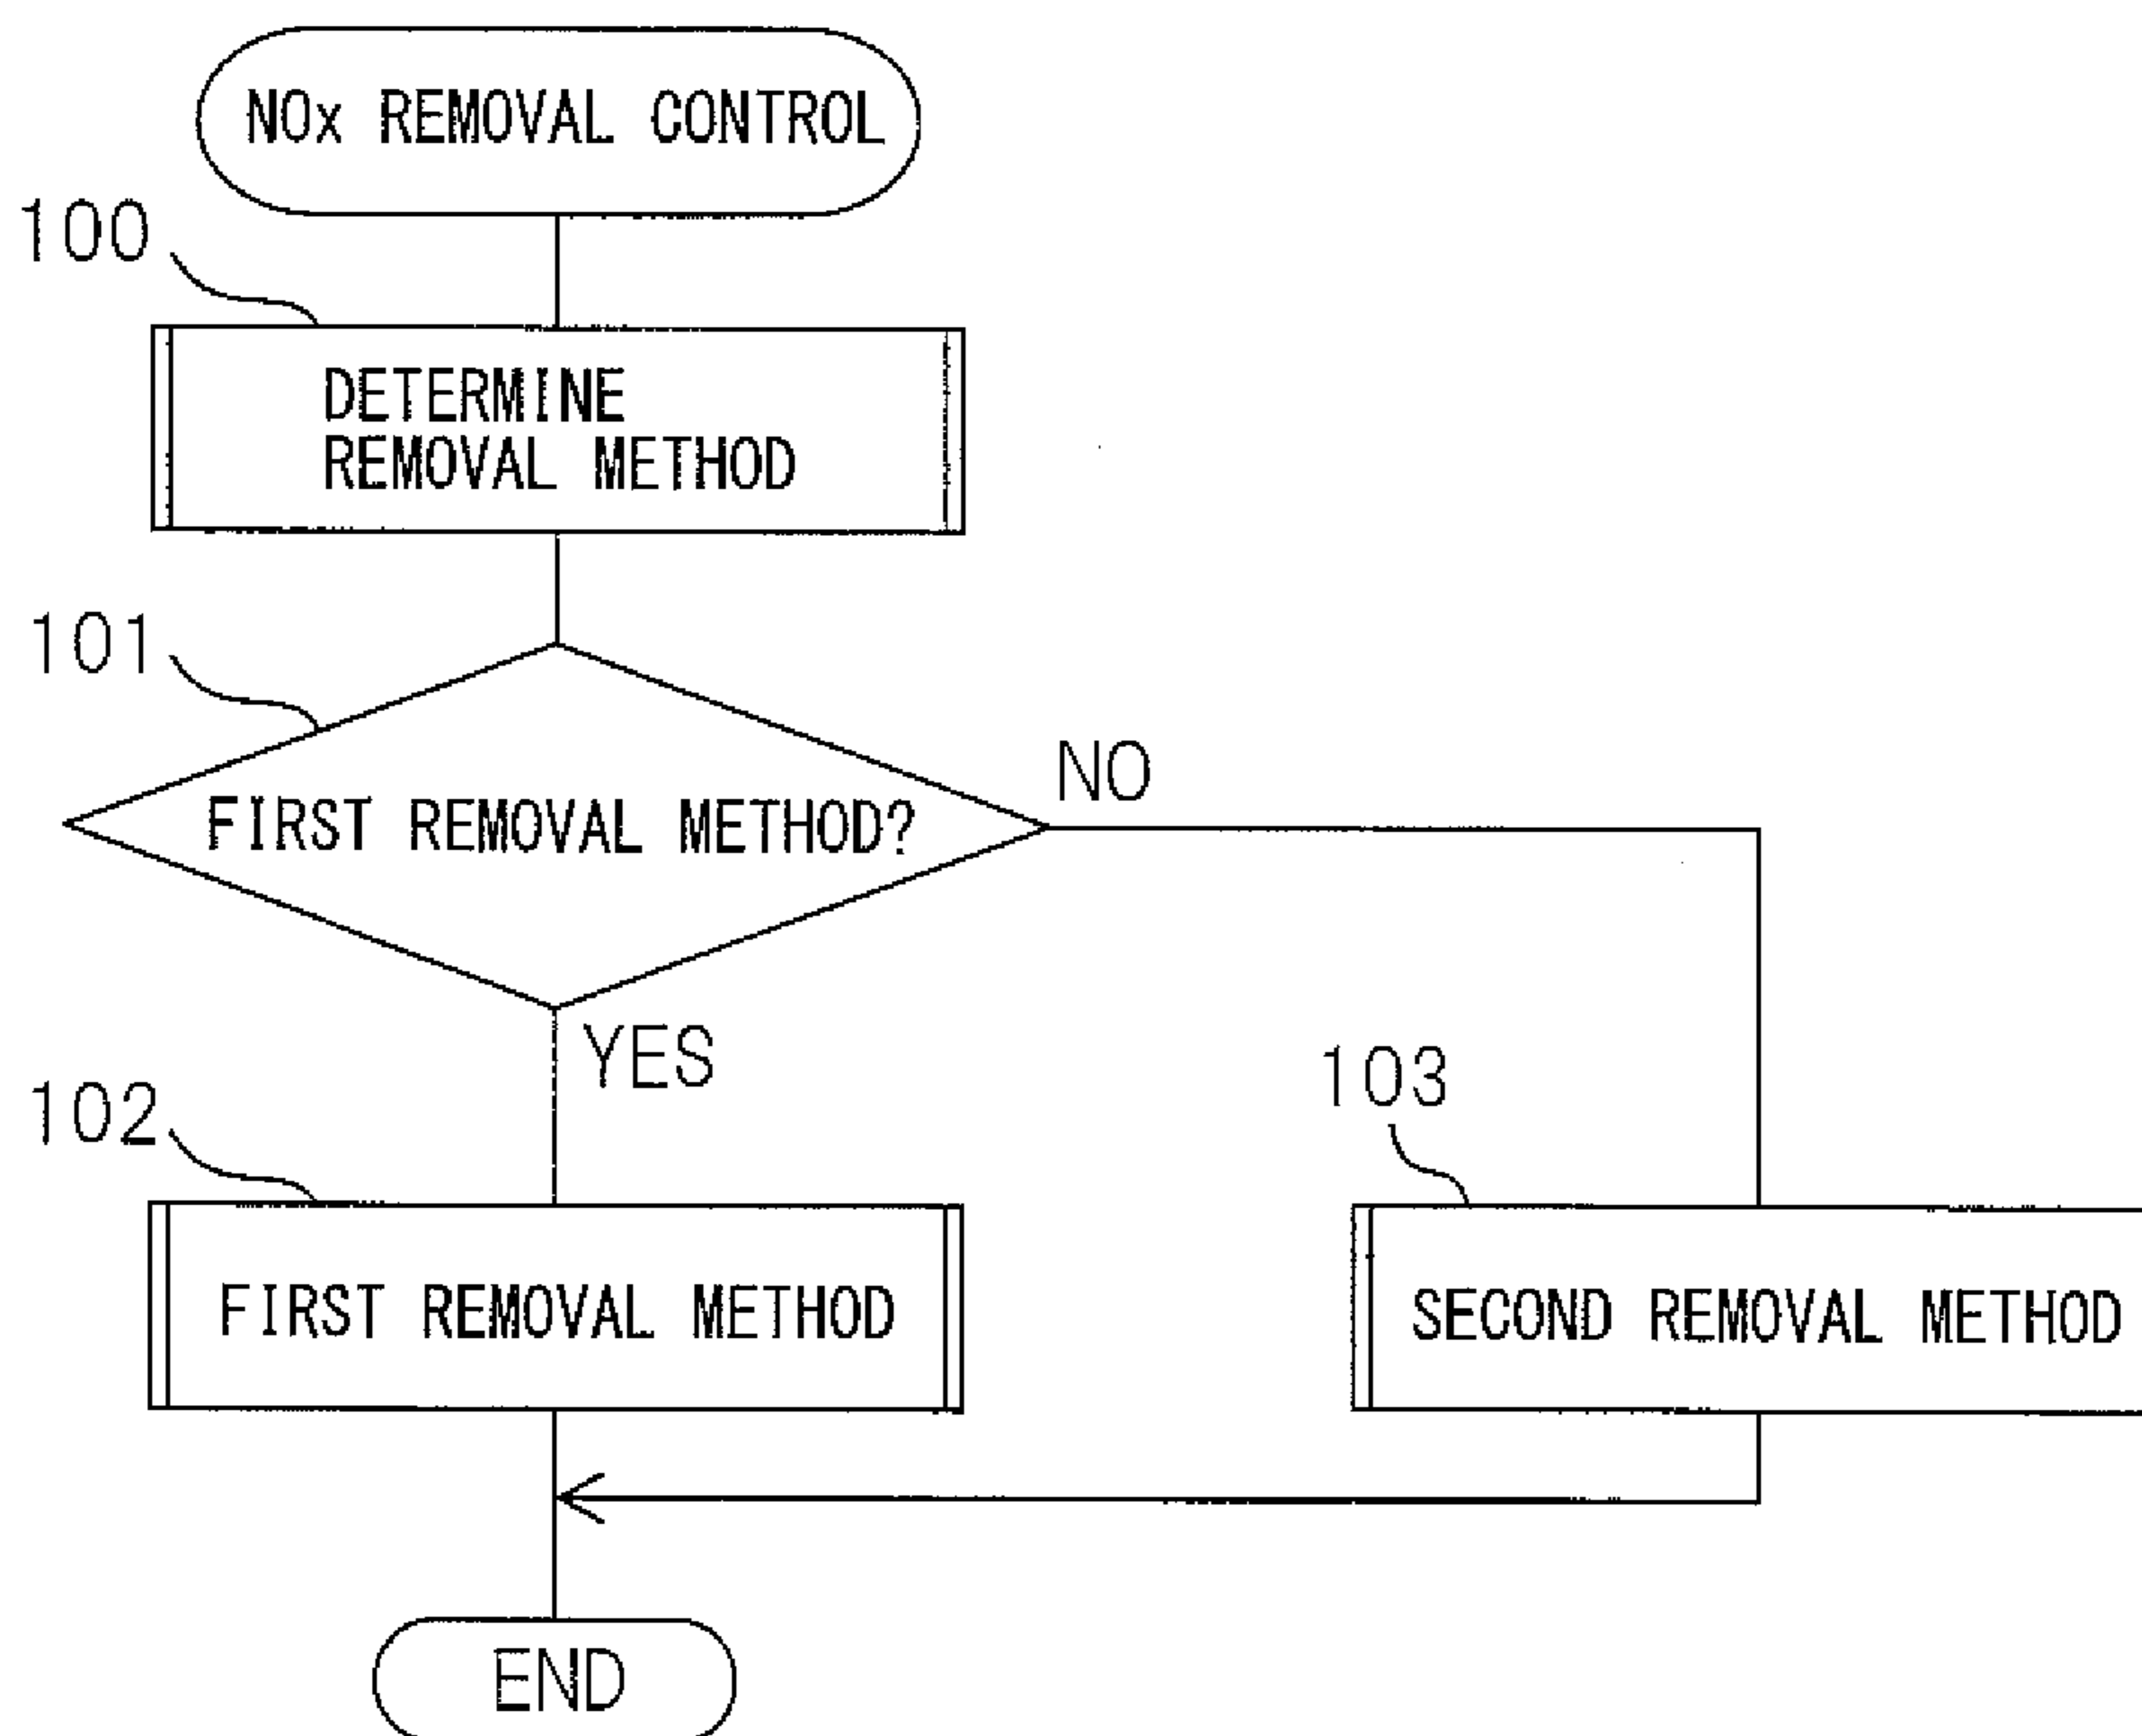 NOx REMOVAL CONTROL
100
DETERMINE
REMOVAL METHOD
101
FIRST REMOVAL METHOD?
NO
YES
102
FIRST REMOVAL METHOD
103
SECOND REMOVAL METHOD
END